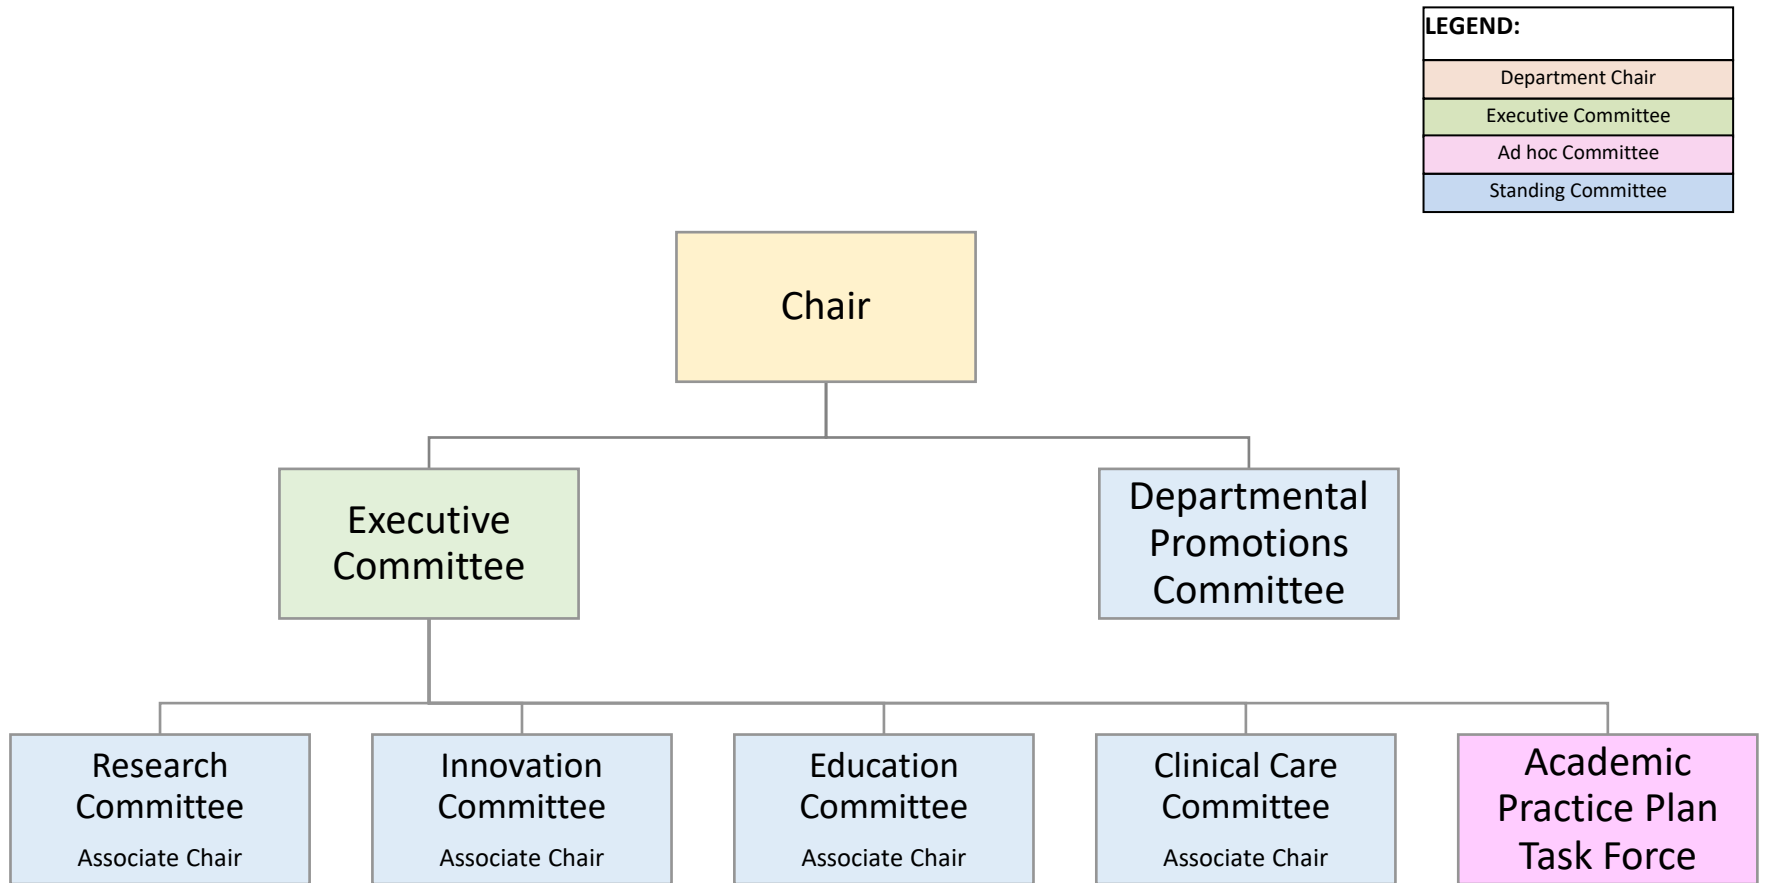 LEGEND:
Department Chair
Executive Committee
Ad hoc Committee
Standing Committee
Chair
Executive
Committee
Departmental
Promotions
Committee
Research
Committee
Associate Chair
Innovation
Committee
Associate Chair
Education
Committee
Associate Chair
Clinical Care
Committee
Associate Chair
Academic
Practice Plan
Task Force